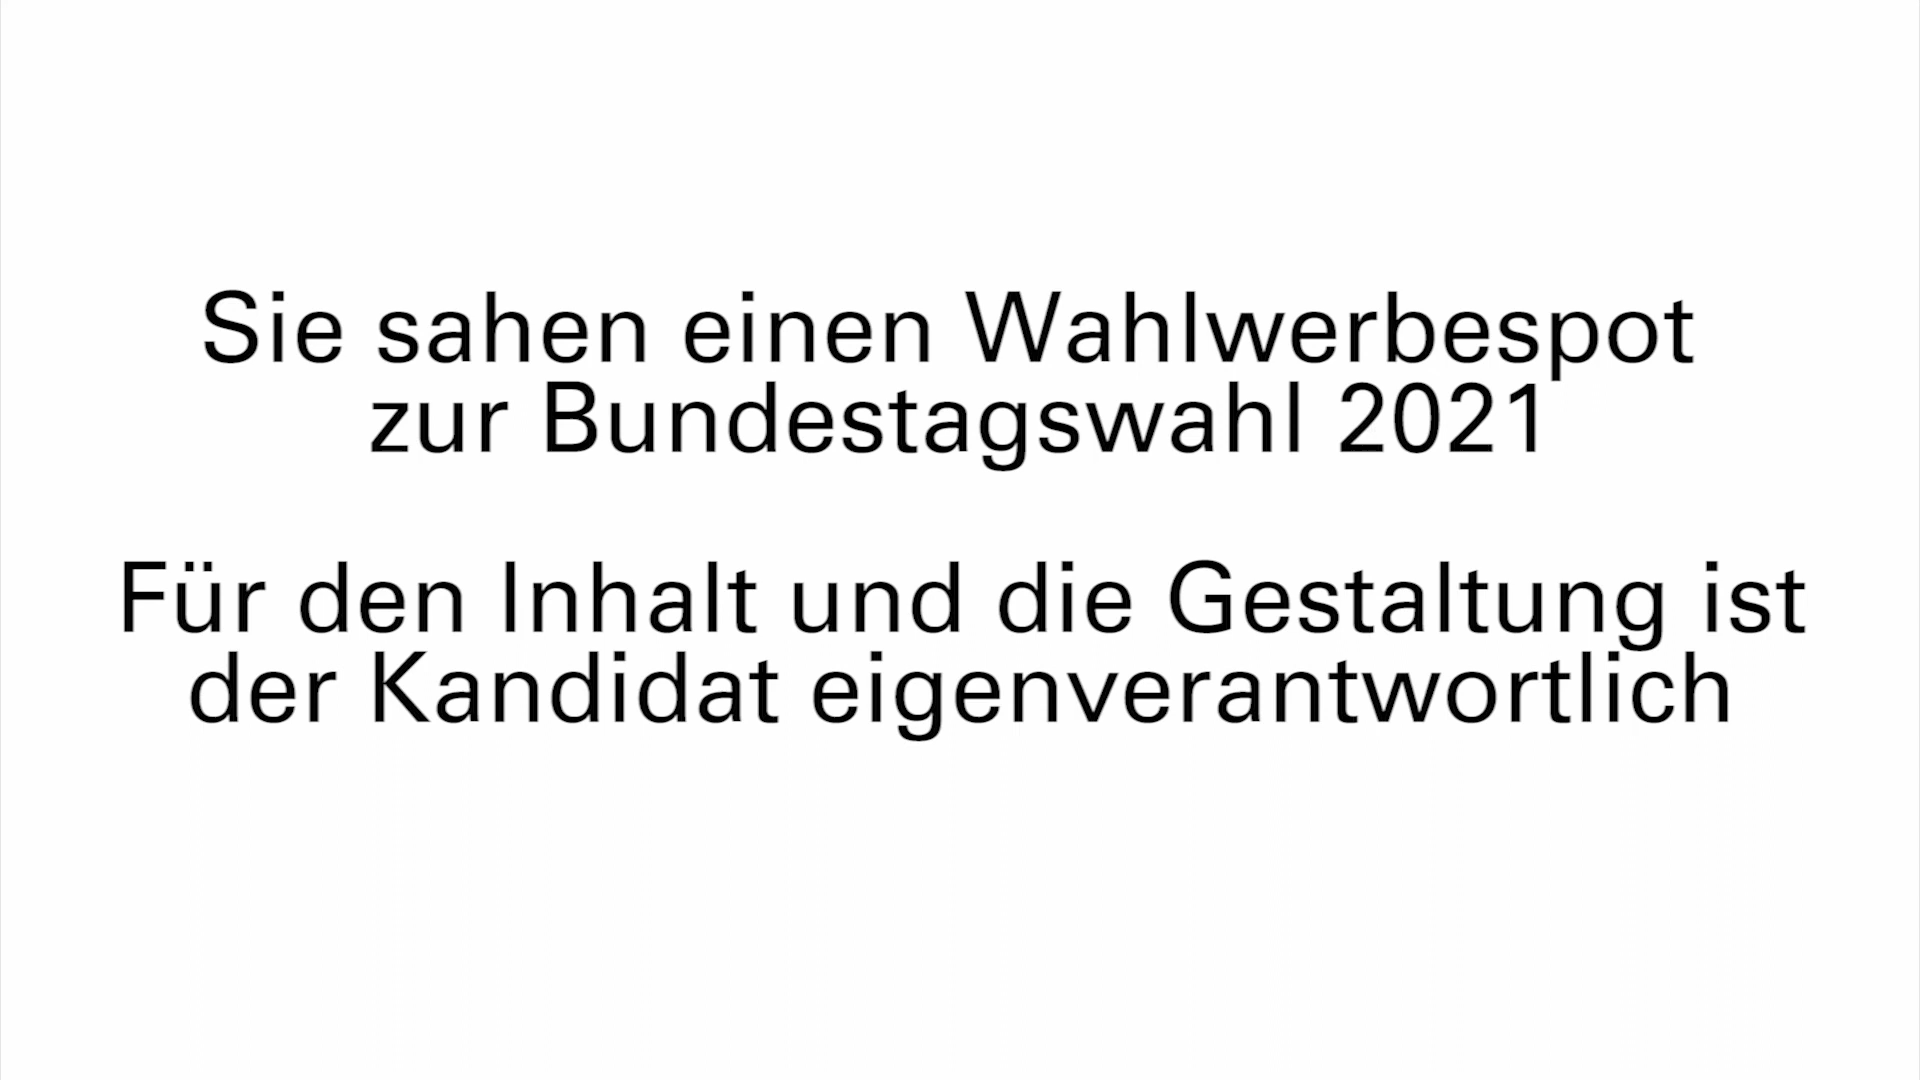 Sie sahen einen Wahlwerbespot
zur Bundestagswahl 2021
Für den Inhalt und die Gestaltung ist
der Kandidat eigenverantwortlich